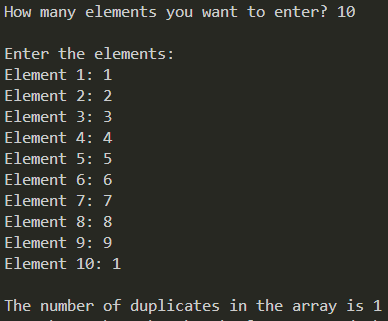 How many elements you want to enter? 10
Enter the elements:
Element 1: 1
Element 2: 2
Element 3: 3
Element 4: 4
Element 5: 5
Element 6: 6
Element 7: 7
Element 8: 8
Element 9: 9
Element 10: 1
The number of duplicates in the array is 1